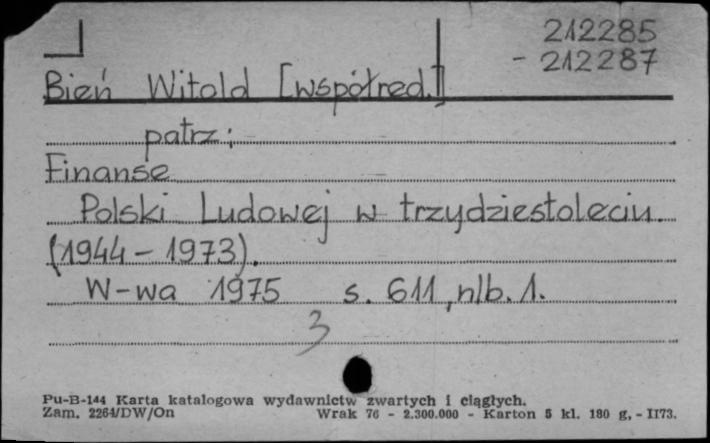 212285
- 212287
Bień Witold [współred.]
patrz:
Finanse
Polski Ludowej w trzydziestoleciu.
(1944 - 1973).
W-wa 1975 s. 611, nlb. 1.
3
Pu-B-144 Karta katalogowa wydawnictw zwartych i ciągłych.
Zam. 2264/DW/On Wrak 76 - 2.300.000 - Karton 5 kl. 180 g, - II73.